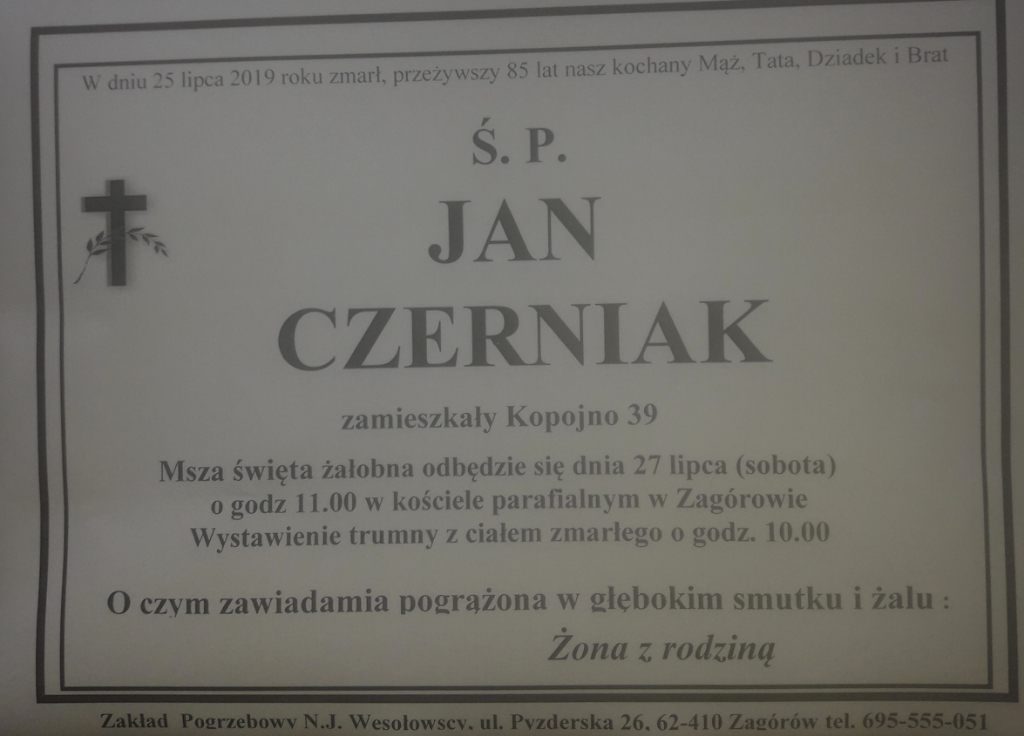 W dniu 25 lipca 2019 roku zmarł, przeżywszy 85 lat nasz kochany Mąż, Tata, Dziadek i Brat
Ś. P.
JAN
CZERNIAK
zamieszkały Kopojno 39
Msza święta żałobna odbędzie się dnia 27 lipca (sobota)
o godz 11.00 w kościele parafialnym w Zagórowie
Wystawienie trumny z ciałem zmarłego o godz. 10.00
O czym zawiadamia pogrążona w głębokim smutku i żalu :
Żona z rodziną
Zakład Pogrzebowy N.J. Wesołowscy, ul. Pyzderska 26, 62-410 Zagórów tel. 695-555-051